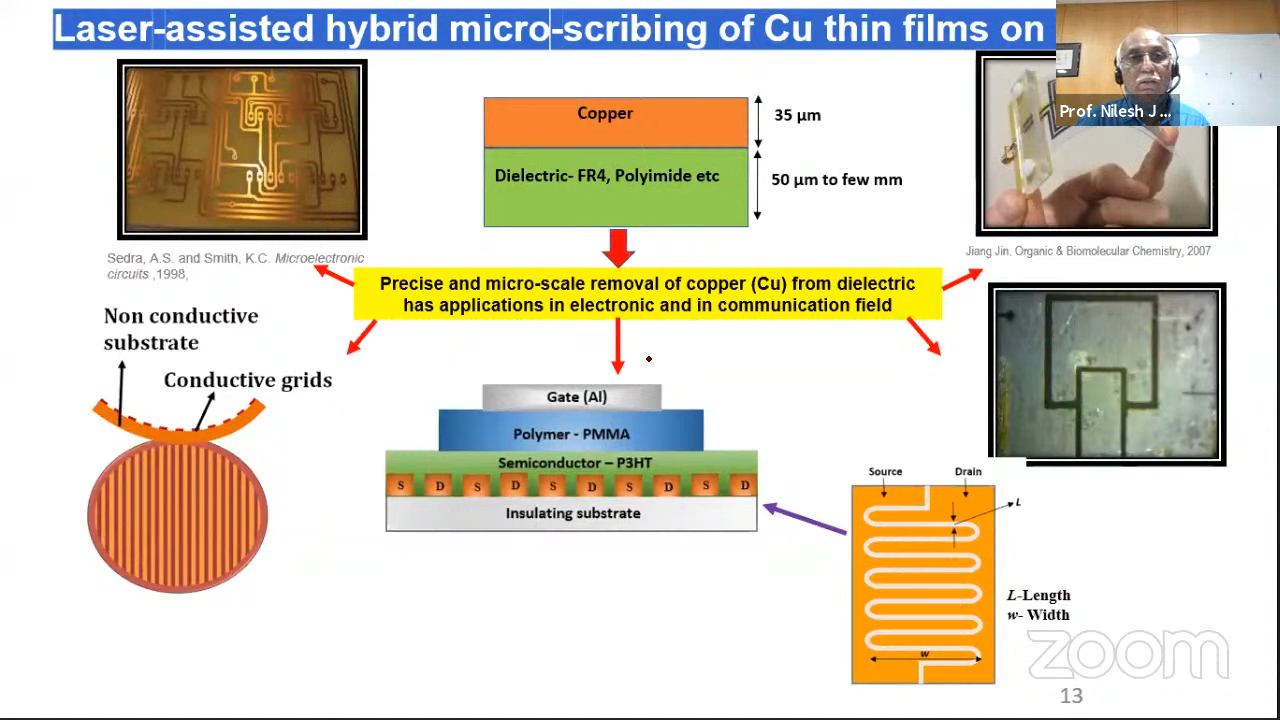 Laser-assisted hybrid micro-scribing of Cu thin films on
Prof. Nilesh J ...
Copper
35 µm
Dielectric- FR4, Polyimide etc
50 µm to few mm
Sedra, A.S. and Smith, K.C. Microelectronic
circuits ,1998,
Jiang Jin, Organic & Biomolecular Chemistry, 2007
Precise and micro-scale removal of copper (Cu) from dielectric
has applications in electronic and in communication field
Non conductive
substrate
Conductive grids
Gate (Al)
Polymer - PMMA
Semiconductor – P3HT
S D S D S D S D S D
Insulating substrate
Source Drain
L
L-Length
w- Width
w
zoom
13